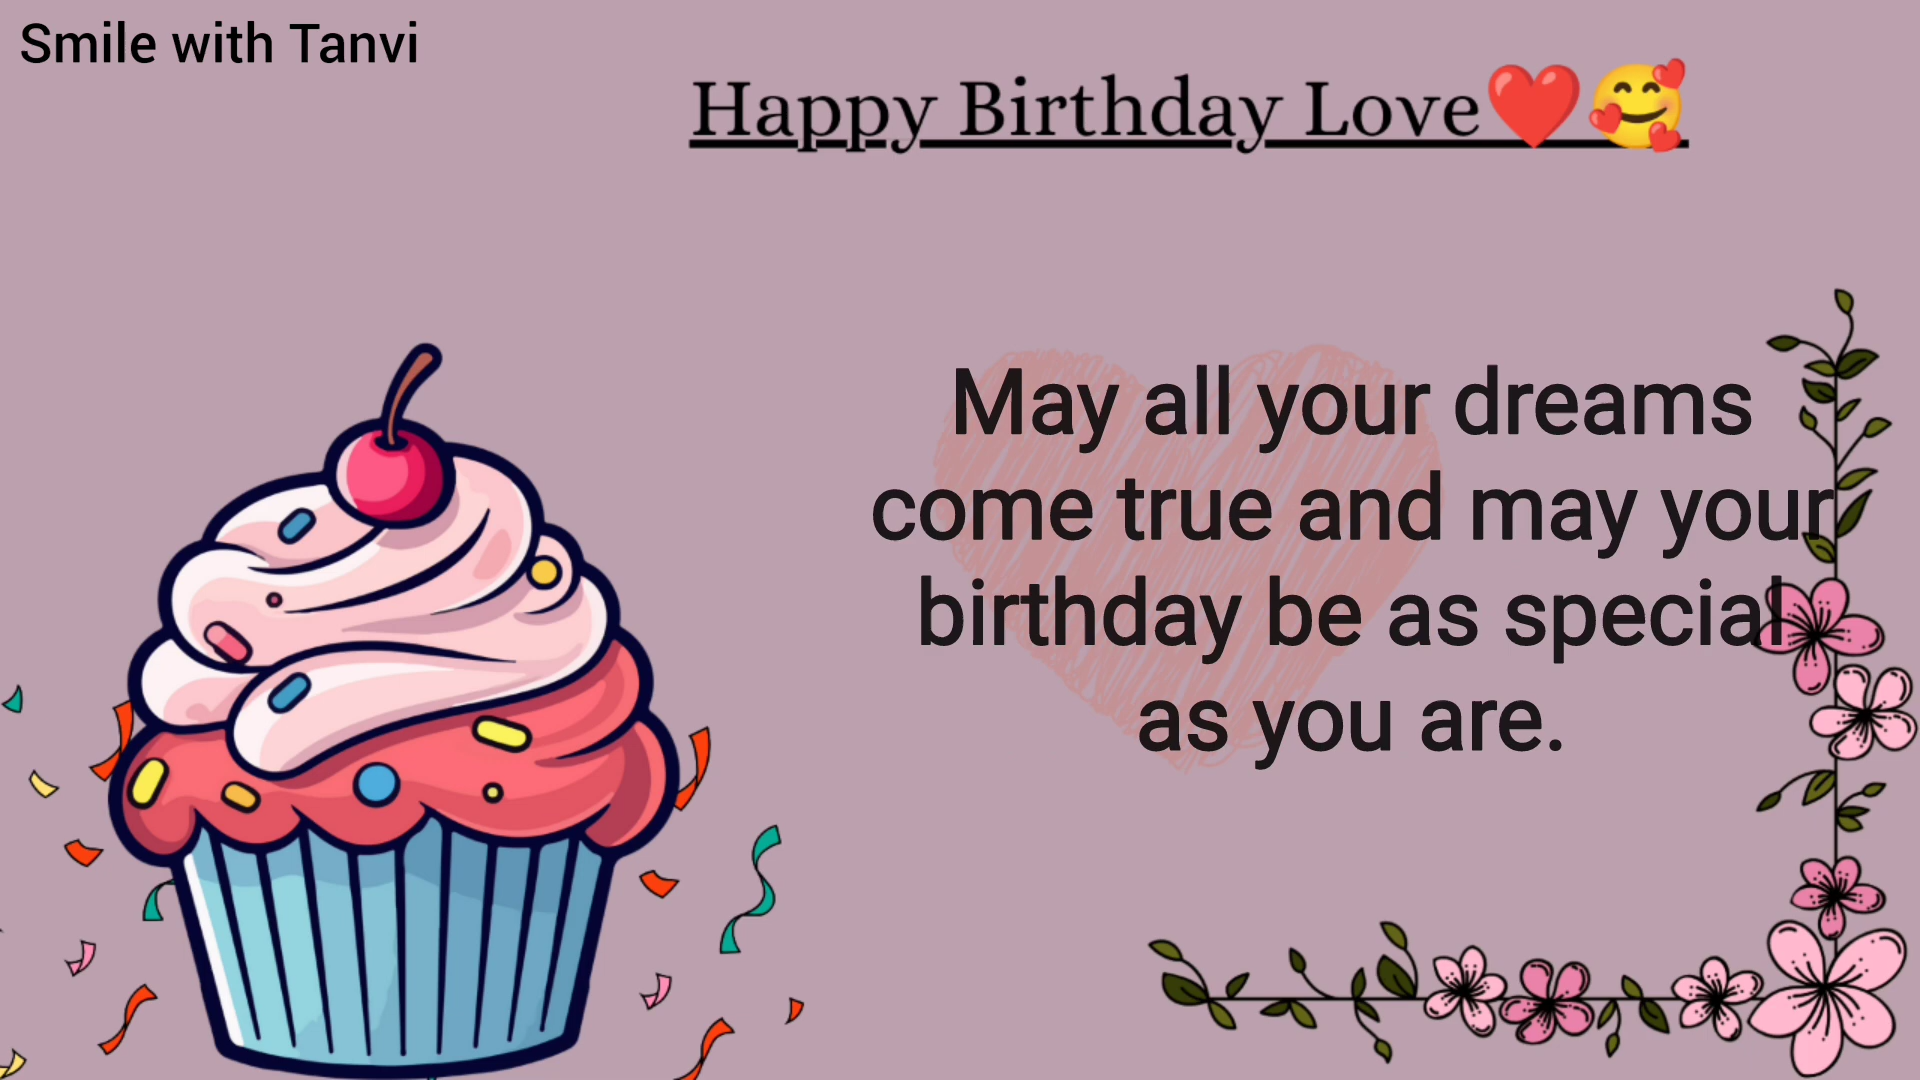 Smile with Tanvi
Happy Birthday Love❤️🥰
May all your dreams
come true and may your
birthday be as special
as you are.